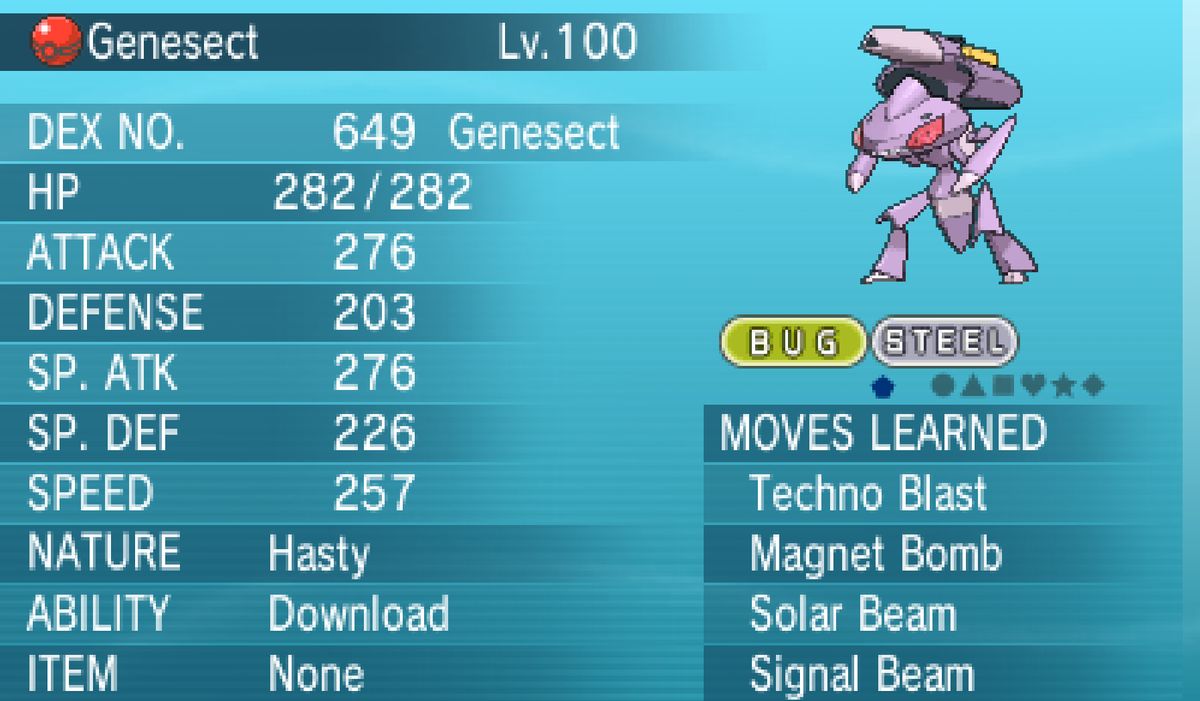 Genesect Lv.100
DEX NO. 649 Genesect
HP 282/282
ATTACK 276
DEFENSE 203
SP. ATK 276
SP. DEF 226
SPEED 257
NATURE Hasty
ABILITY Download
ITEM None
BUG STEEL
MOVES LEARNED
Techno Blast
Magnet Bomb
Solar Beam
Signal Beam